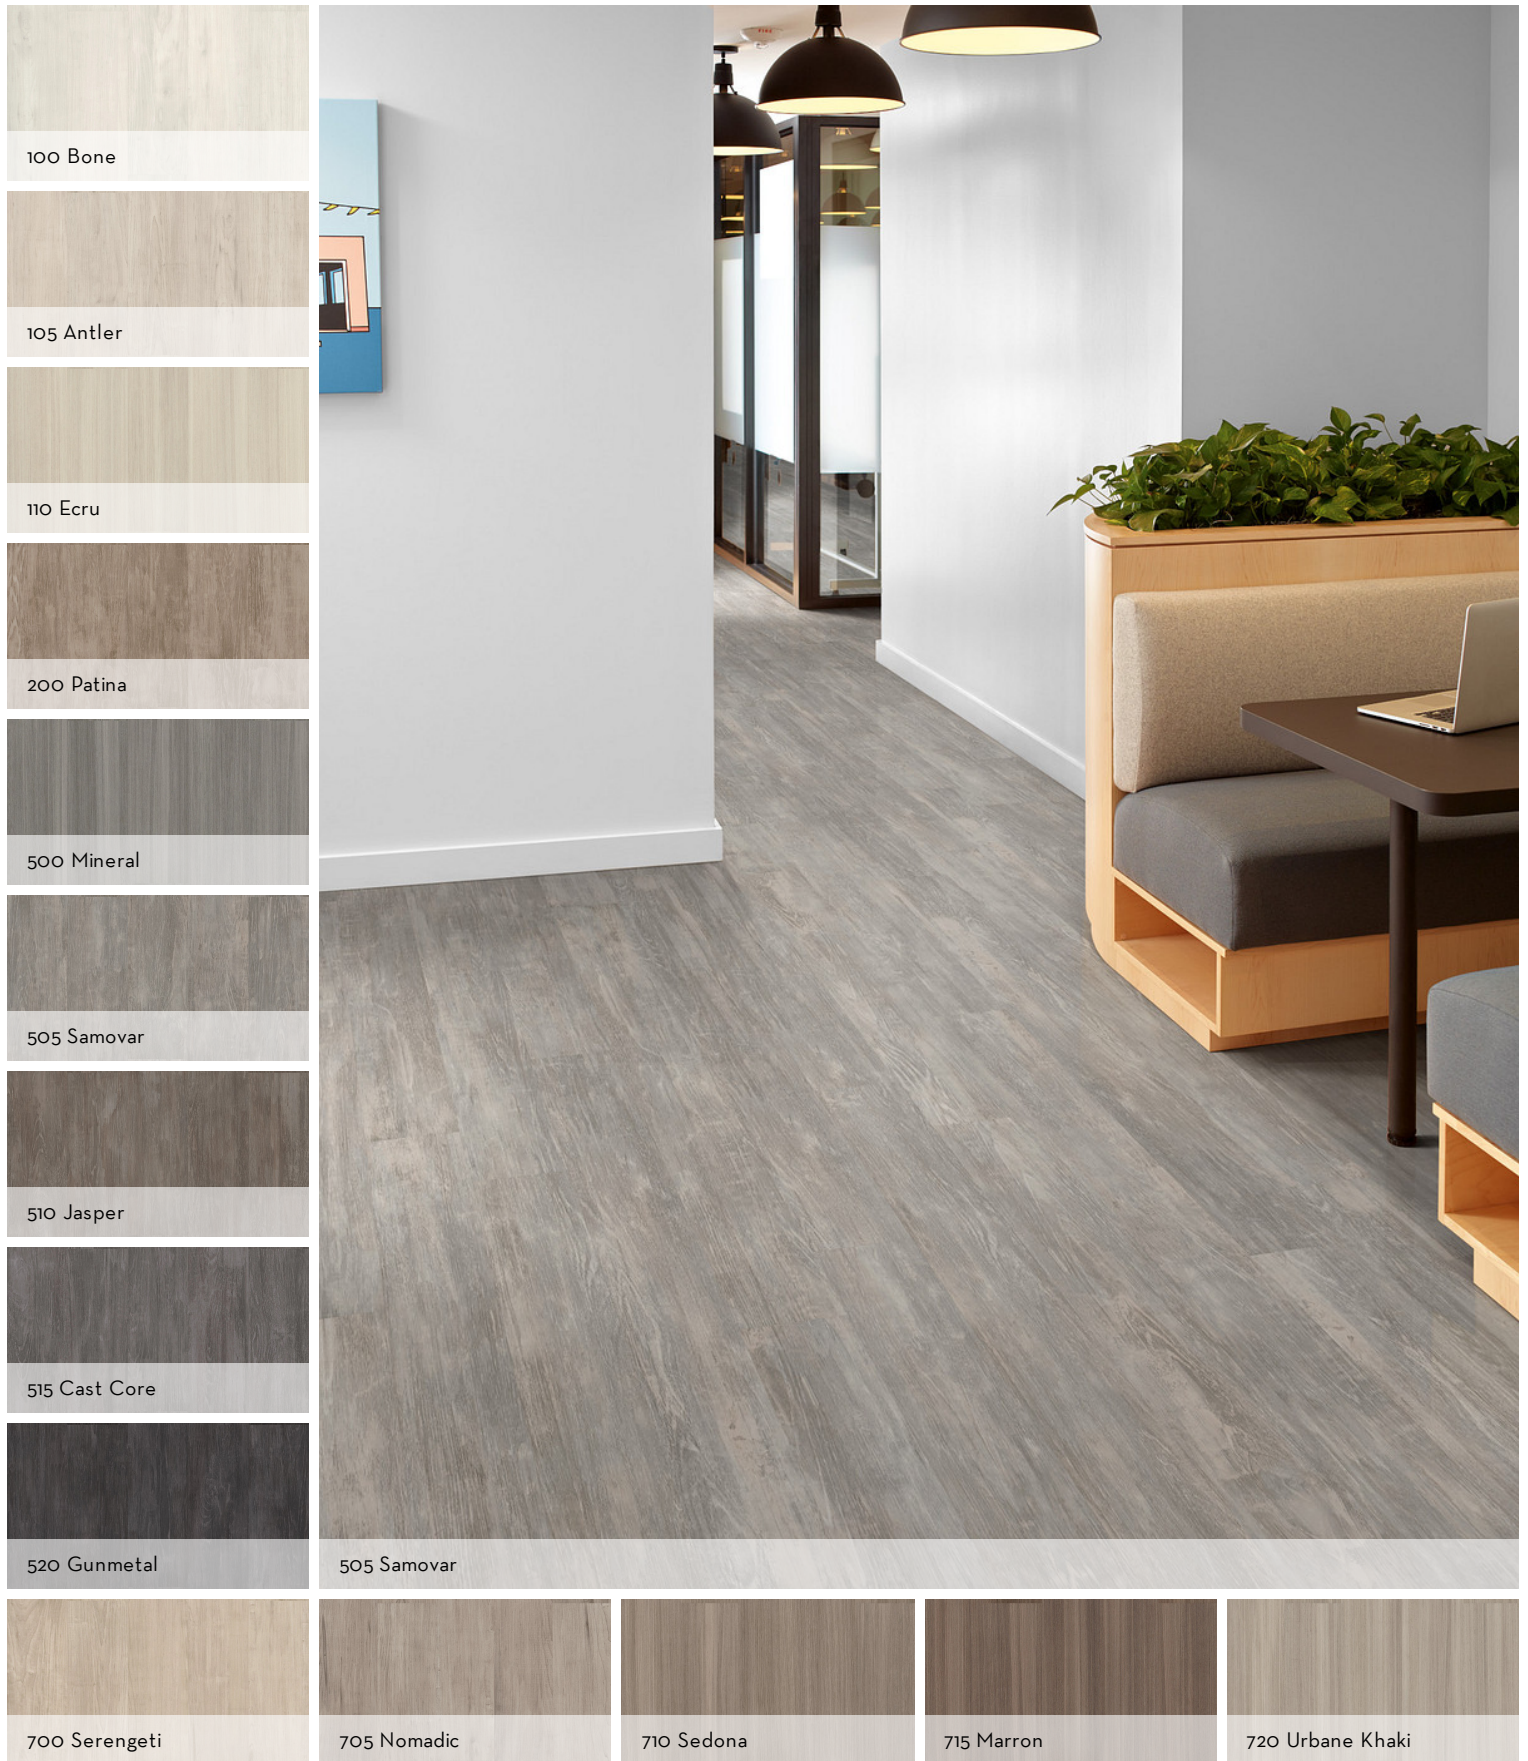 FIRE
100 Bone
105 Antler
110 Ecru
200 Patina
500 Mineral
505 Samovar
510 Jasper
515 Cast Core
520 Gunmetal
505 Samovar
700 Serengeti
705 Nomadic
710 Sedona
715 Marron
720 Urbane Khaki